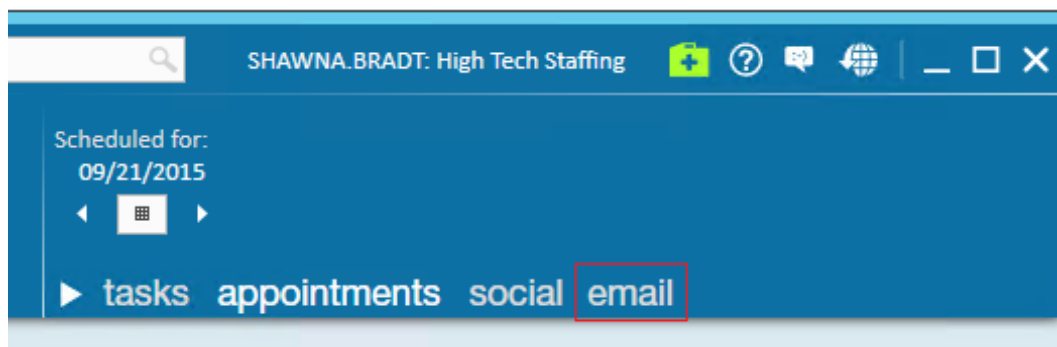 SHAWNA.BRADT: High Tech Staffing
Scheduled for:
09/21/2015
tasks appointments social email